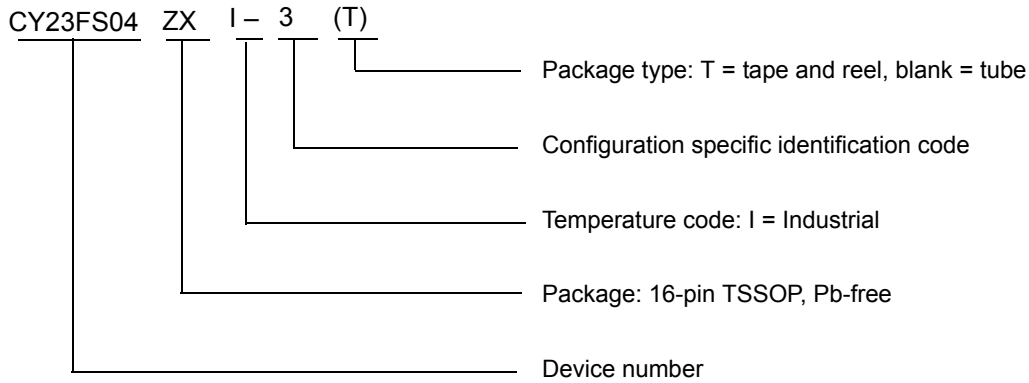 CY23FS04 ZX I – 3 (T)
Package type: T = tape and reel, blank = tube
Configuration specific identification code
Temperature code: I = Industrial
Package: 16-pin TSSOP, Pb-free
Device number